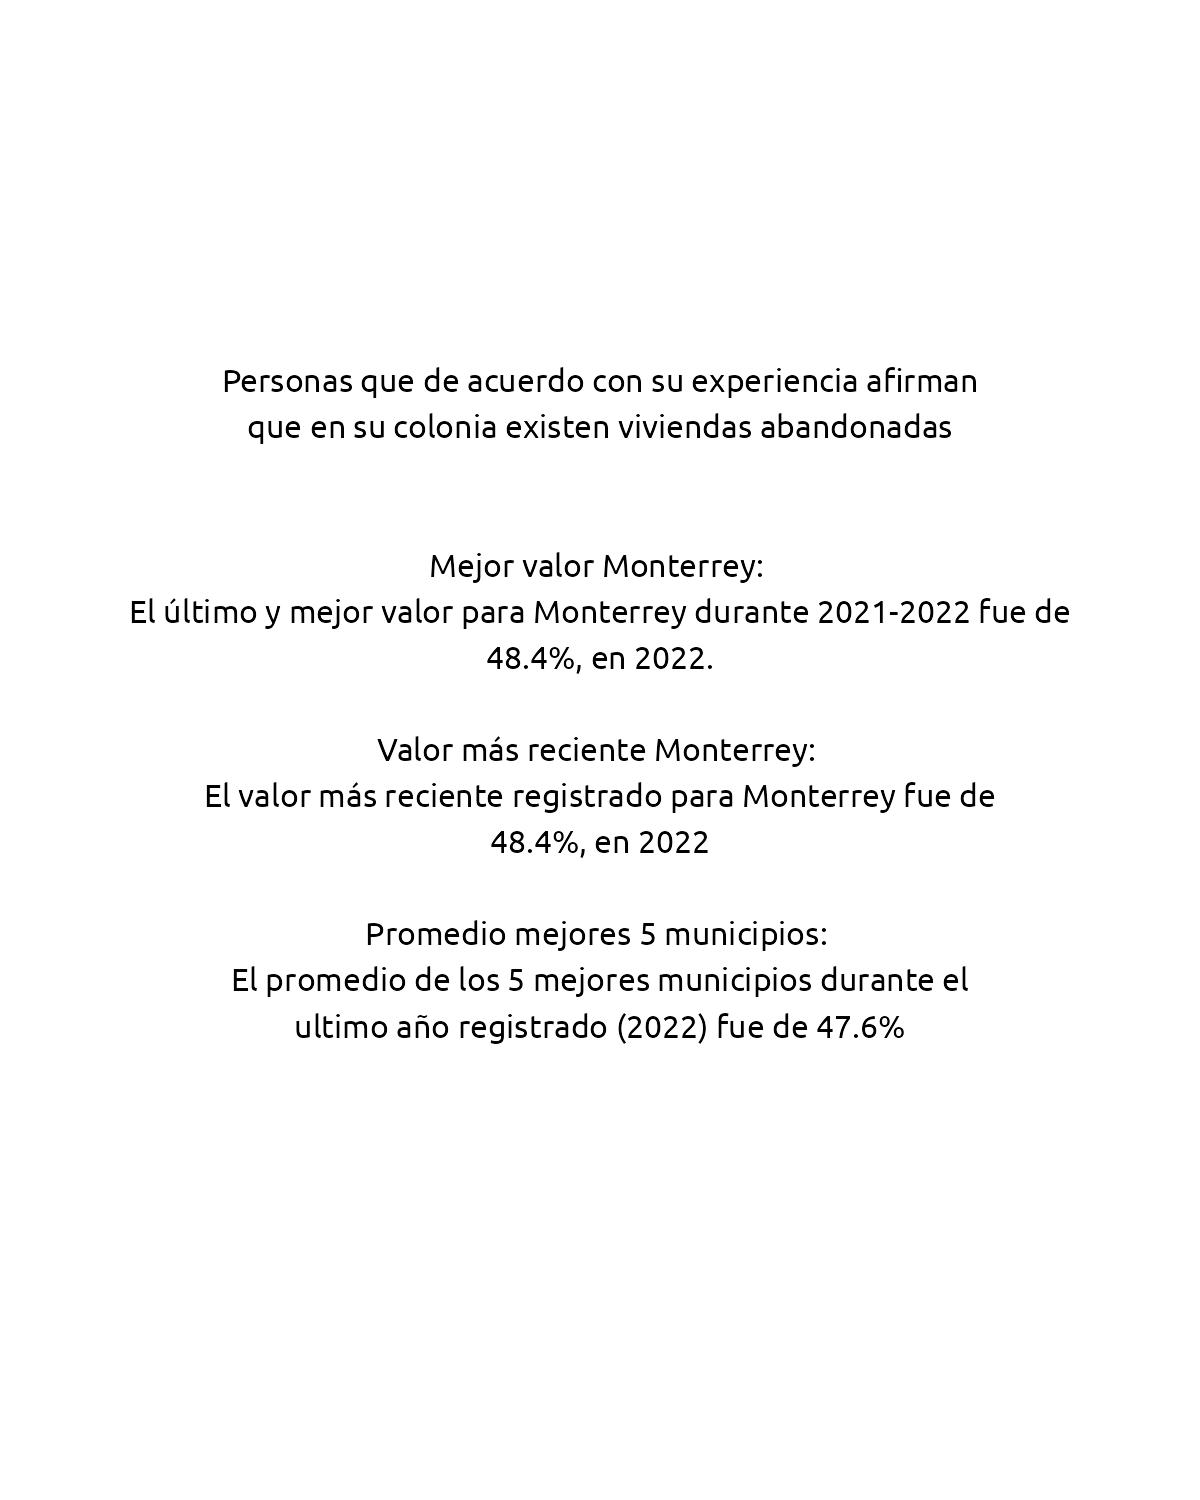 Personas que de acuerdo con su experiencia afirman
que en su colonia existen viviendas abandonadas
Mejor valor Monterrey:
El último y mejor valor para Monterrey durante 2021-2022 fue de
48.4%, en 2022.
Valor más reciente Monterrey:
El valor más reciente registrado para Monterrey fue de
48.4%, en 2022
Promedio mejores 5 municipios:
El promedio de los 5 mejores municipios durante el
ultimo año registrado (2022) fue de 47.6%